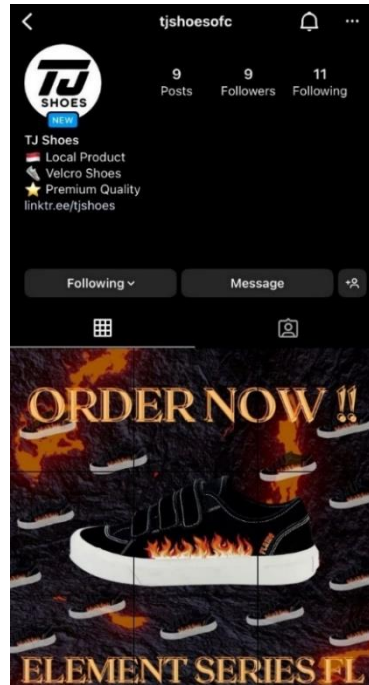 tjshoesofc
TJ
SHOES
NEW
9 9 11
Posts Followers Following
TJ Shoes
Local Product
Velcro Shoes
Premium Quality
linktr.ee/tjshoes
Following Message
ORDER NOW !!
ELEMENT SERIES FL